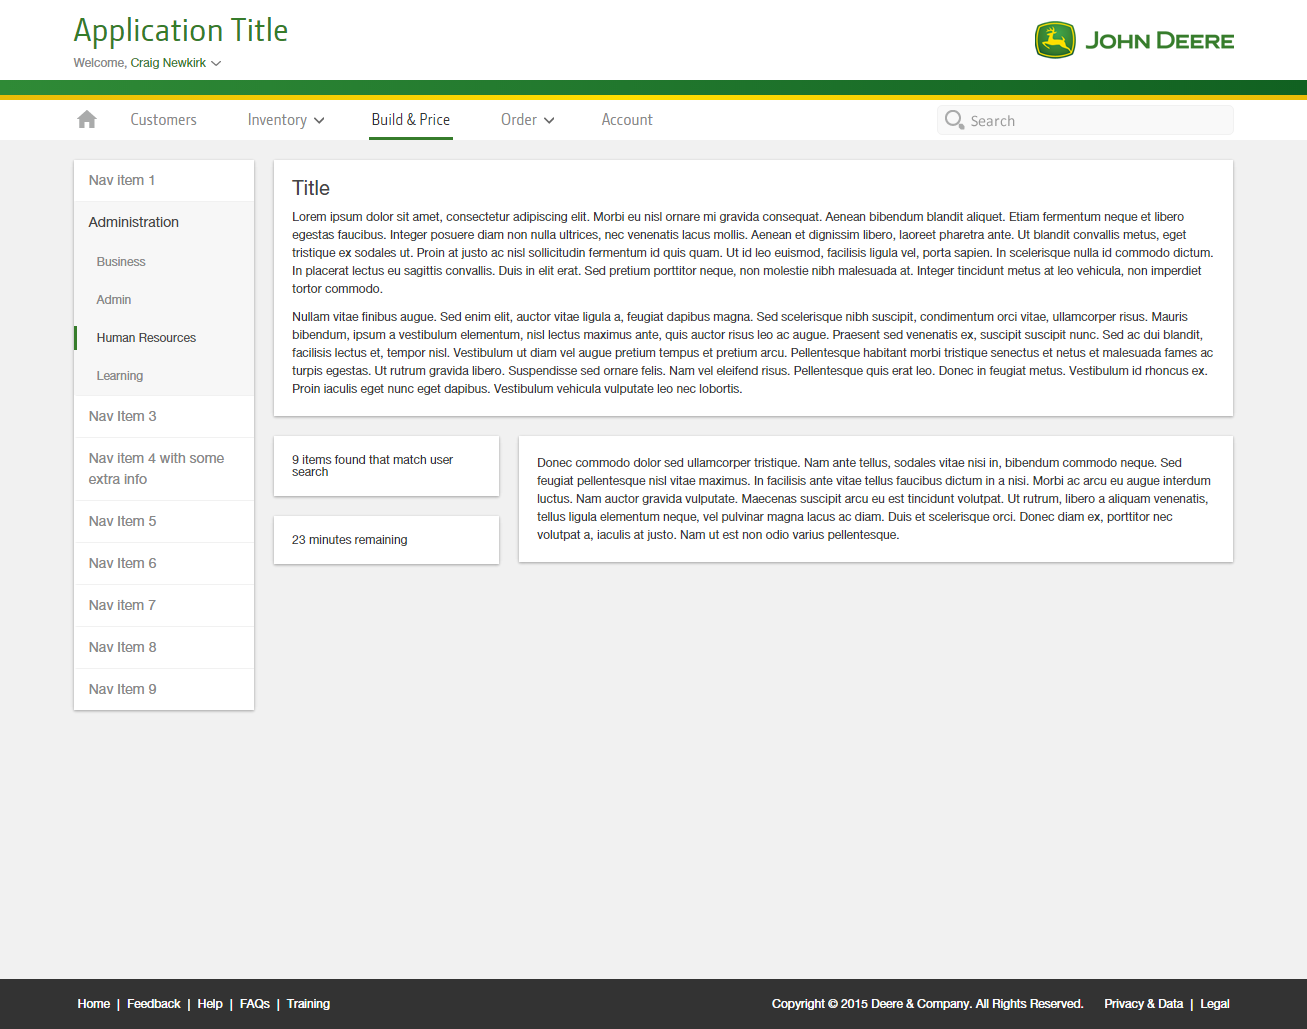 Application Title
Welcome, Craig Newkirk
JOHN DEERE
Customers
Inventory
Build & Price
Order
Account
Search
Nav item 1
Administration
Business
Admin
Human Resources
Learning
Nav Item 3
Nav item 4 with some
extra info
Nav Item 5
Nav Item 6
Nav item 7
Nav Item 8
Nav Item 9
Title
Lorem ipsum dolor sit amet, consectetur adipiscing elit. Morbi eu nisl ornare mi gravida consequat. Aenean bibendum blandit aliquet. Etiam fermentum neque et libero
egestas faucibus. Integer posuere diam non nulla ultrices, nec venenatis lacus mollis. Aenean et dignissim libero, laoreet pharetra ante. Ut blandit convallis metus, eget
tristique ex sodales ut. Proin at justo ac nisl sollicitudin fermentum id quis quam. Ut id leo euismod, facilisis ligula vel, porta sapien. In scelerisque nulla id commodo dictum.
In placerat lectus eu sagittis convallis. Duis in elit erat. Sed pretium porttitor neque, non molestie nibh malesuada at. Integer tincidunt metus at leo vehicula, non imperdiet
tortor commodo.
Nullam vitae finibus augue. Sed enim elit, auctor vitae ligula a, feugiat dapibus magna. Sed scelerisque nibh suscipit, condimentum orci vitae, ullamcorper risus. Mauris
bibendum, ipsum a vestibulum elementum, nisl lectus maximus ante, quis auctor risus leo ac augue. Praesent sed venenatis ex, suscipit suscipit nunc. Sed ac dui blandit,
facilisis lectus et, tempor nisl. Vestibulum ut diam vel augue pretium tempus et pretium arcu. Pellentesque habitant morbi tristique senectus et netus et malesuada fames ac
turpis egestas. Ut rutrum gravida libero. Suspendisse sed ornare felis. Nam vel eleifend risus. Pellentesque quis erat leo. Donec in feugiat metus. Vestibulum id rhoncus ex.
Proin iaculis eget nunc eget dapibus. Vestibulum vehicula vulputate leo nec lobortis.
9 items found that match user
search
23 minutes remaining
Donec commodo dolor sed ullamcorper tristique. Nam ante tellus, sodales vitae nisi in, bibendum commodo neque. Sed
feugiat pellentesque nisl vitae maximus. In facilisis ante vitae tellus faucibus dictum in a nisi. Morbi ac arcu eu augue interdum
luctus. Nam auctor gravida vulputate. Maecenas suscipit arcu eu est tincidunt volutpat. Ut rutrum, libero a aliquam venenatis,
tellus ligula elementum neque, vel pulvinar magna lacus ac diam. Duis et scelerisque orci. Donec diam ex, porttitor nec
volutpat a, iaculis at justo. Nam ut est non odio varius pellentesque.
Home | Feedback | Help | FAQs | Training
Copyright © 2015 Deere & Company. All Rights Reserved.
Privacy & Data | Legal